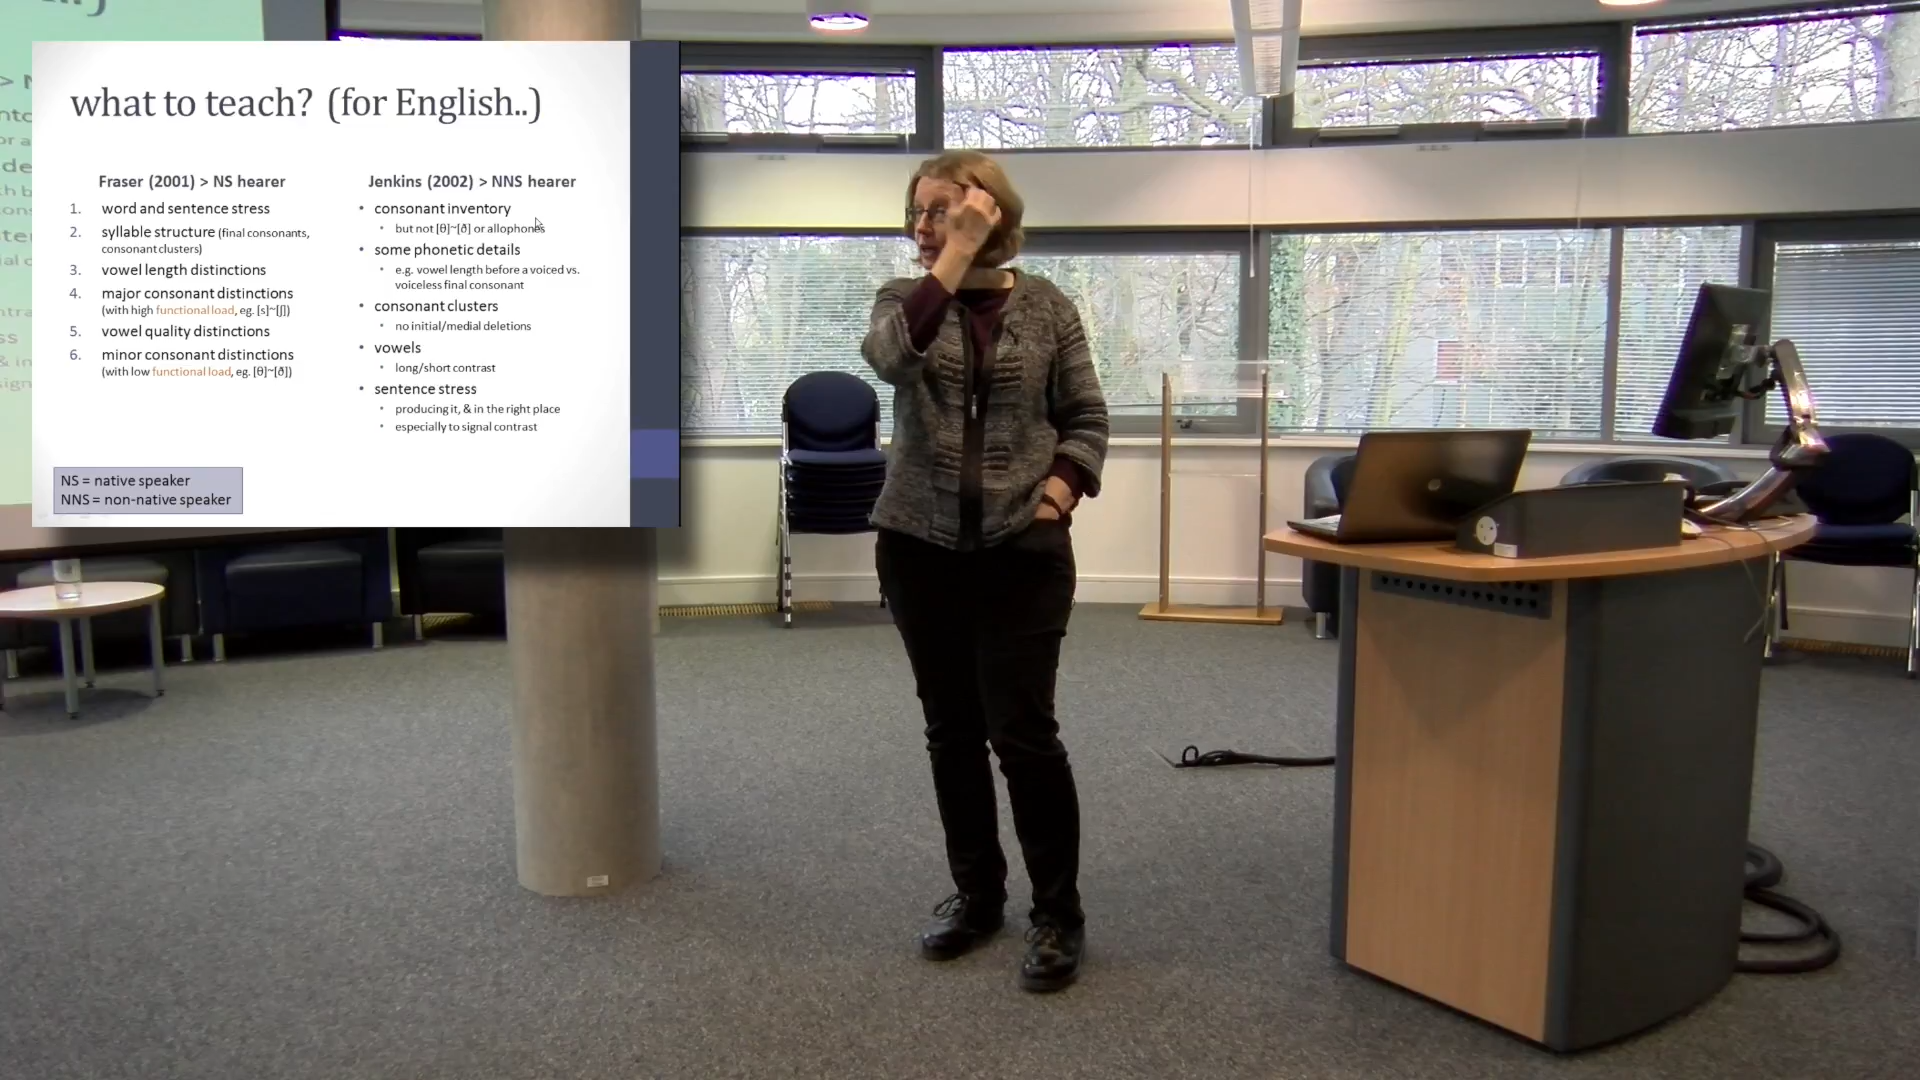 what to teach? (for English..)
Fraser (2001) > NS hearer
1. word and sentence stress
2. syllable structure (final consonants,
consonant clusters)
3. vowel length distinctions
4. major consonant distinctions
(with high functional load, eg. [s]~[ʃ])
5. vowel quality distinctions
6. minor consonant distinctions
(with low functional load, eg. [θ]~[ð])
Jenkins (2002) > NNS hearer
• consonant inventory
• but not [θ]~[ð] or allophones
• some phonetic details
• e.g. vowel length before a voiced vs.
voiceless final consonant
• consonant clusters
• no initial/medial deletions
• vowels
• long/short contrast
• sentence stress
• producing it, & in the right place
• especially to signal contrast
NS = native speaker
NNS = non-native speaker